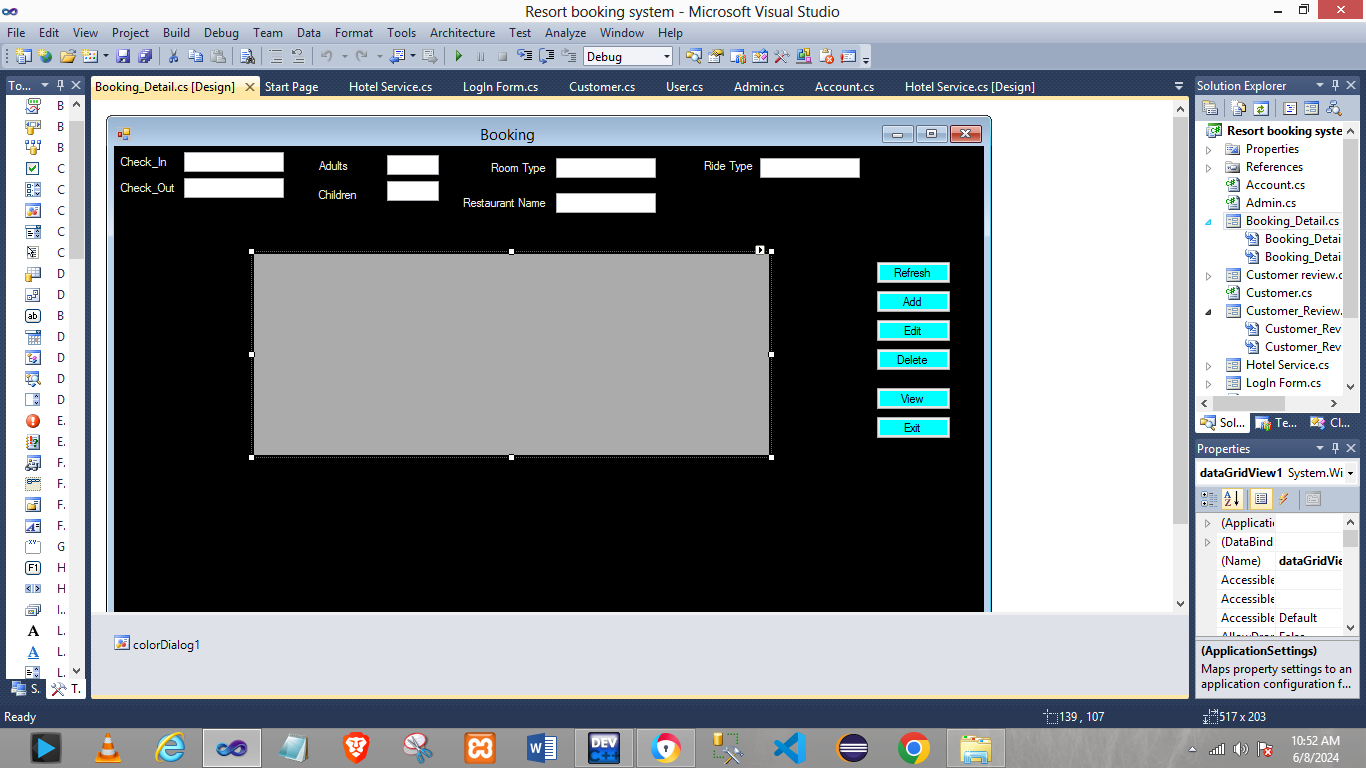 Resort booking system - Microsoft Visual Studio
File Edit View Project Build Debug Team Data Format Tools Architecture Test Analyze Window Help
Debug
To...
Booking_Detail.cs [Design] Start Page Hotel Service.cs LogIn Form.cs Customer.cs User.cs Admin.cs Account.cs Hotel Service.cs [Design]
B
B
B
C
C
C
C
C
D
D
ab D
D
D
D
D
E.
E.
F.
F.
F.
F.
G
F1 H
H
I..
A L.
A L.
L.
S. T.
Booking
Check_In
Check_Out
Adults
Children
Room Type
Restaurant Name
Ride Type
Refresh
Add
Edit
Delete
View
Exit
colorDialog1
Solution Explorer
Resort booking syste
Properties
References
Account.cs
Admin.cs
Booking_Detail.cs
Booking_Detai
Booking_Detai
Customer review.c
Customer.cs
Customer_Review.
Customer_Rev
Customer_Rev
Hotel Service.cs
LogIn Form.cs
Sol... Te... Cl...
Properties
dataGridView1 System.Wi
(Applicatio
(DataBind
(Name) dataGridVie
Accessible
Accessible
Accessible Default
AllowDrop False
(ApplicationSettings)
Maps property settings to an
application configuration f...
Ready
139 , 107
517 x 203
DEV
C++
10:52 AM
6/8/2024